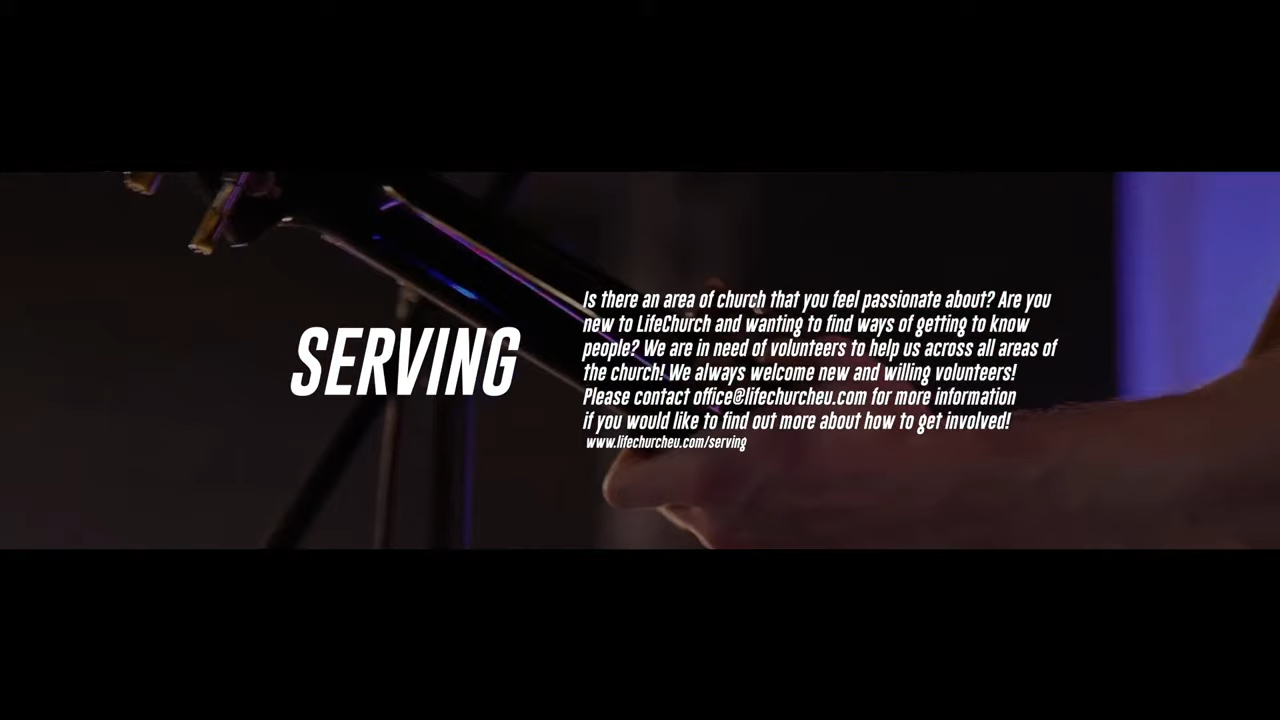 SERVING
Is there an area of church that you feel passionate about? Are you
new to LifeChurch and wanting to find ways of getting to know
people? We are in need of volunteers to help us across all areas of
the church! We always welcome new and willing volunteers!
Please contact office@lifechurcheu.com for more information
if you would like to find out more about how to get involved!
www.lifechurcheu.com/serving